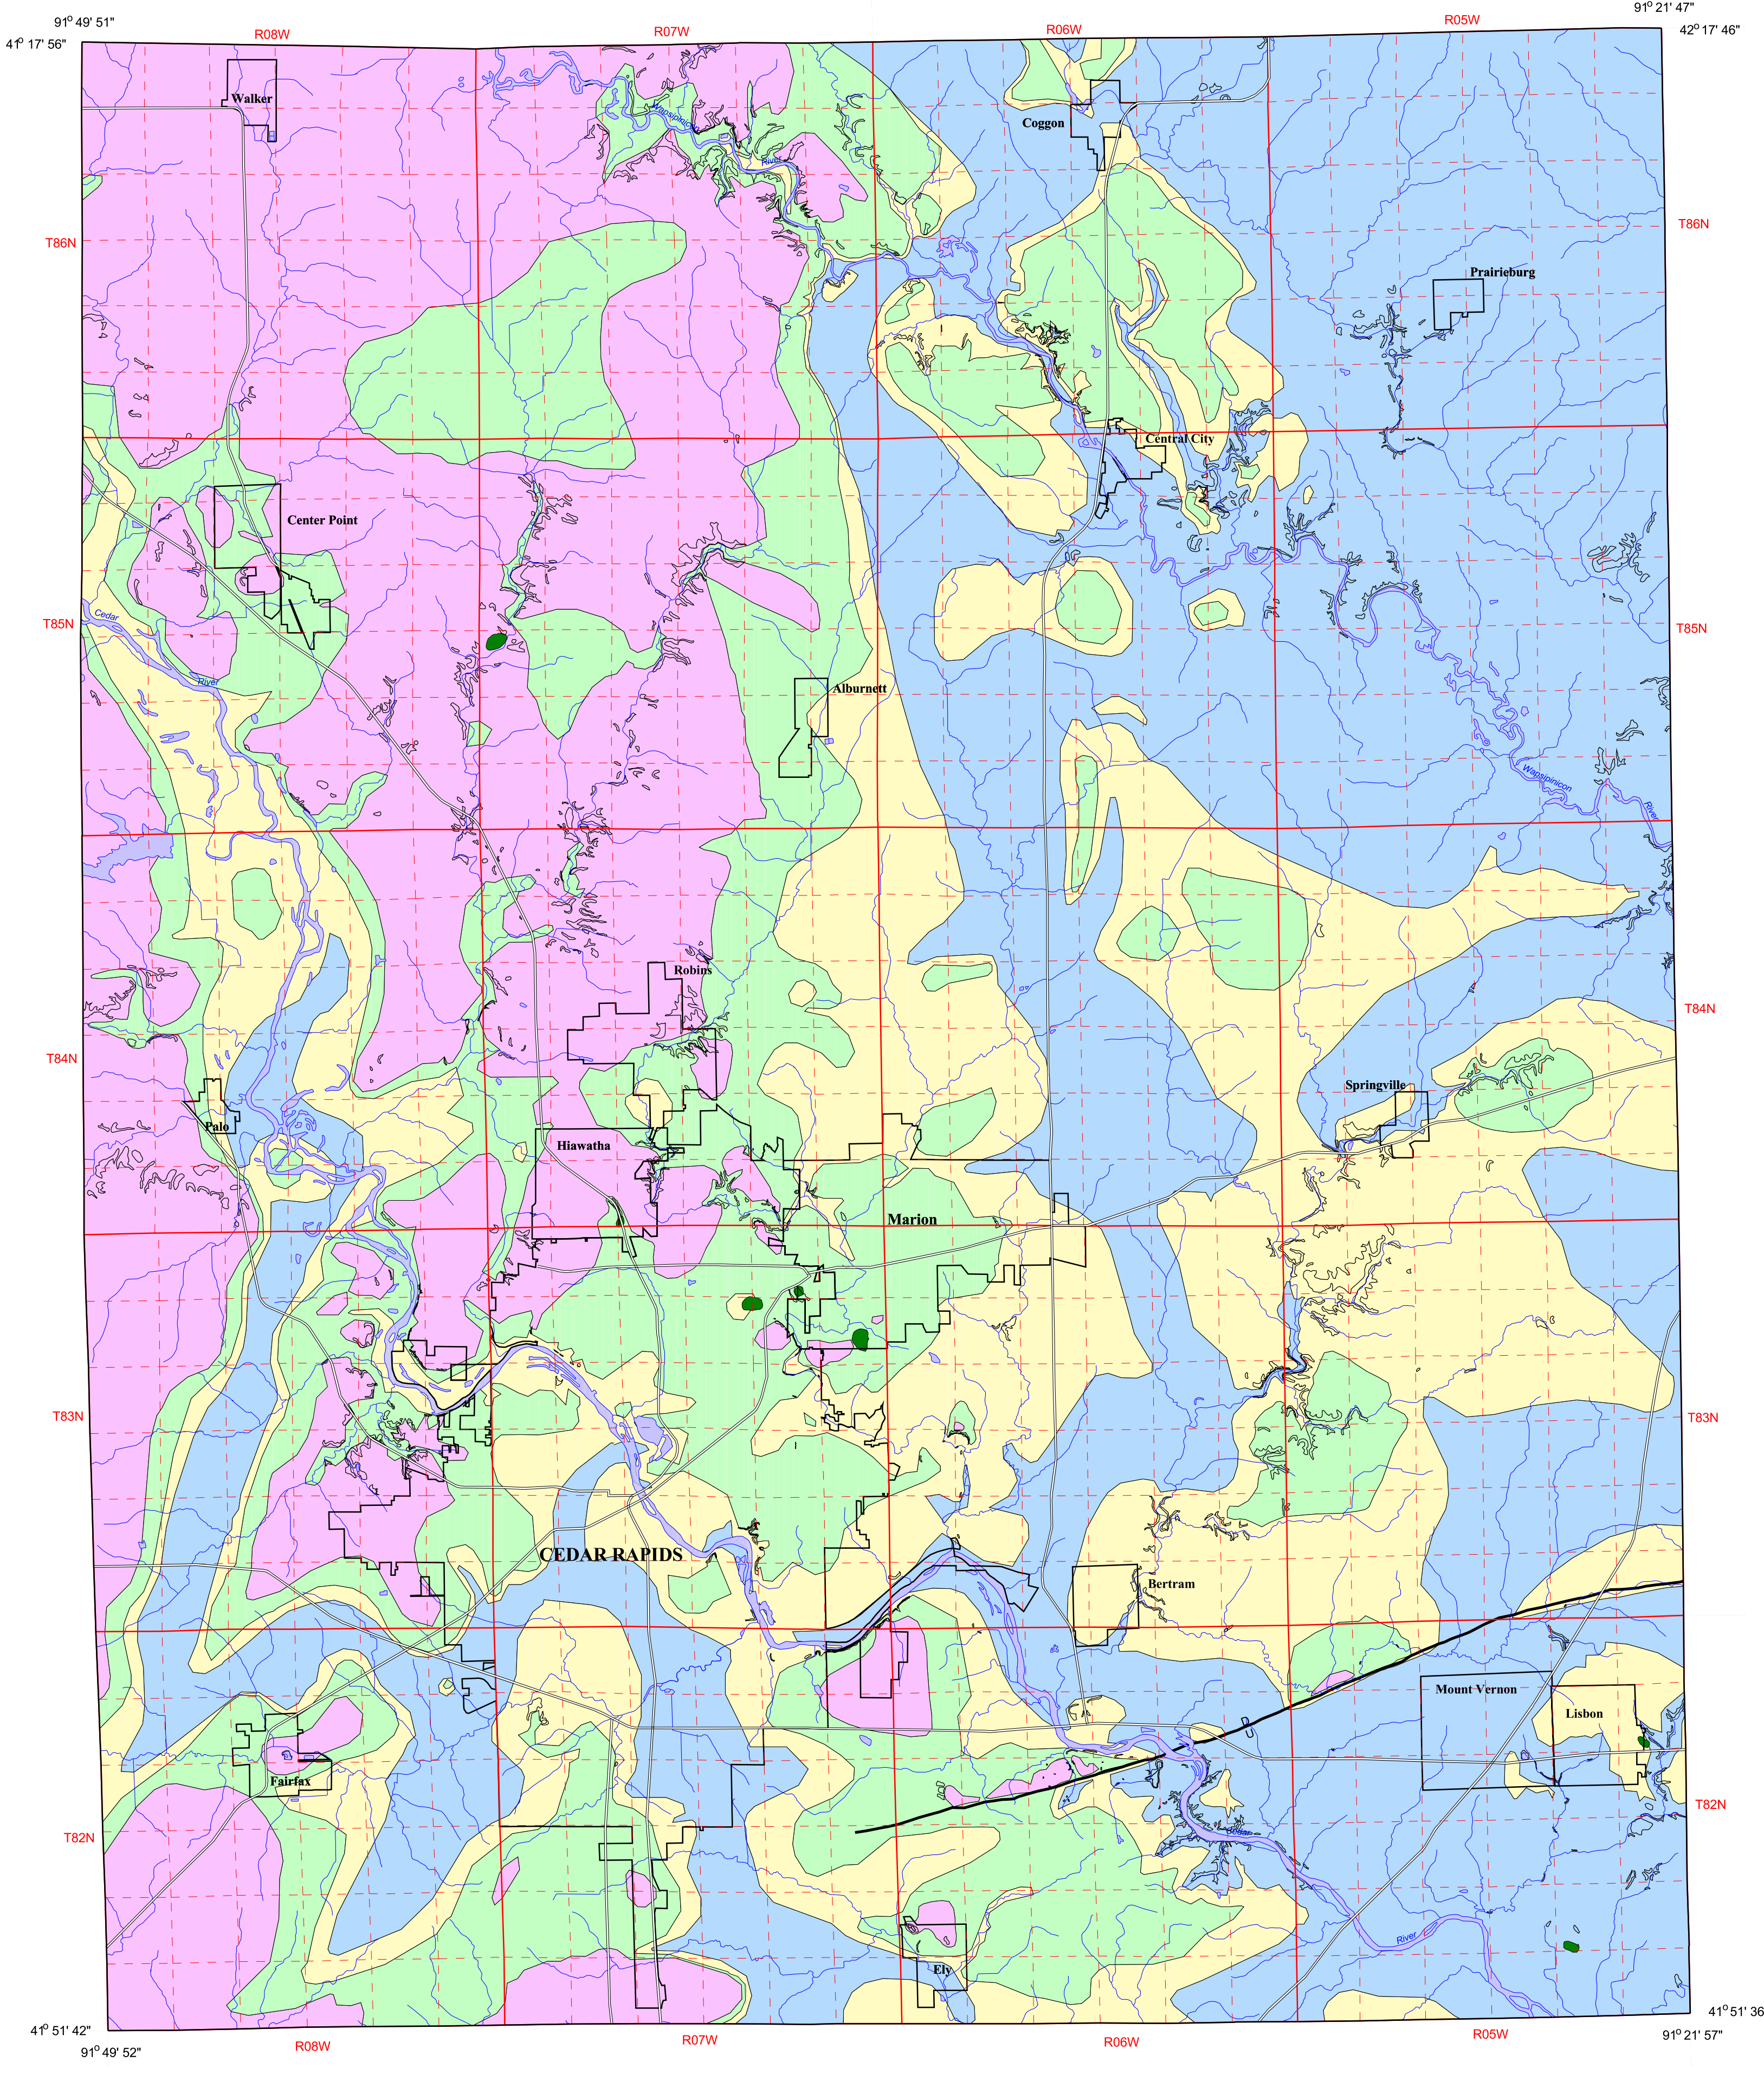 91° 49' 51"
91° 21' 47"
41° 17' 56"
R08W
R07W
R06W
R05W
42° 17' 46"
Walker
Wapsipinicon
River
Coggon
T86N
T86N
Prairieburg
Central City
Center Point
Cedar
River
T85N
T85N
Alburnett
Wapsipinicon
River
Robins
T84N
T84N
Springville
Palo
Hiawatha
Marion
T83N
T83N
CEDAR RAPIDS
Bertram
Mount Vernon
Lisbon
Fairfax
T82N
T82N
Cedar
River
Ely
41° 51' 42"
41° 51' 36
91° 49' 52"
R08W
R07W
R06W
R05W
91° 21' 57"